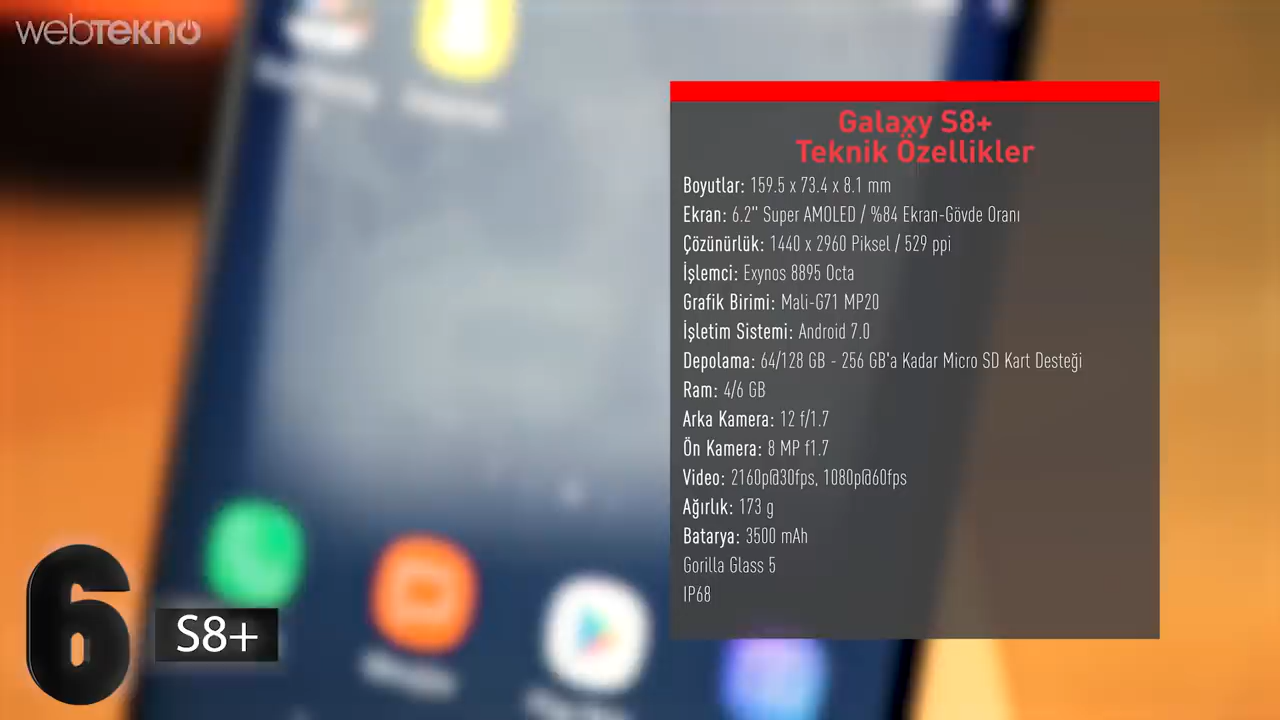 webTEKNO
Galaxy S8+
Teknik Özellikler
Boyutlar: 159.5 x 73.4 x 8.1 mm
Ekran: 6.2" Super AMOLED / %84 Ekran-Gövde Oranı
Çözünürlük: 1440 x 2960 Piksel / 529 ppi
İşlemci: Exynos 8895 Octa
Grafik Birimi: Mali-G71 MP20
İşletim Sistemi: Android 7.0
Depolama: 64/128 GB - 256 GB'a Kadar Micro SD Kart Desteği
Ram: 4/6 GB
Arka Kamera: 12 f/1.7
Ön Kamera: 8 MP f1.7
Video: 2160p@30fps, 1080p@60fps
Ağırlık: 173 g
Batarya: 3500 mAh
Gorilla Glass 5
IP68
6
S8+